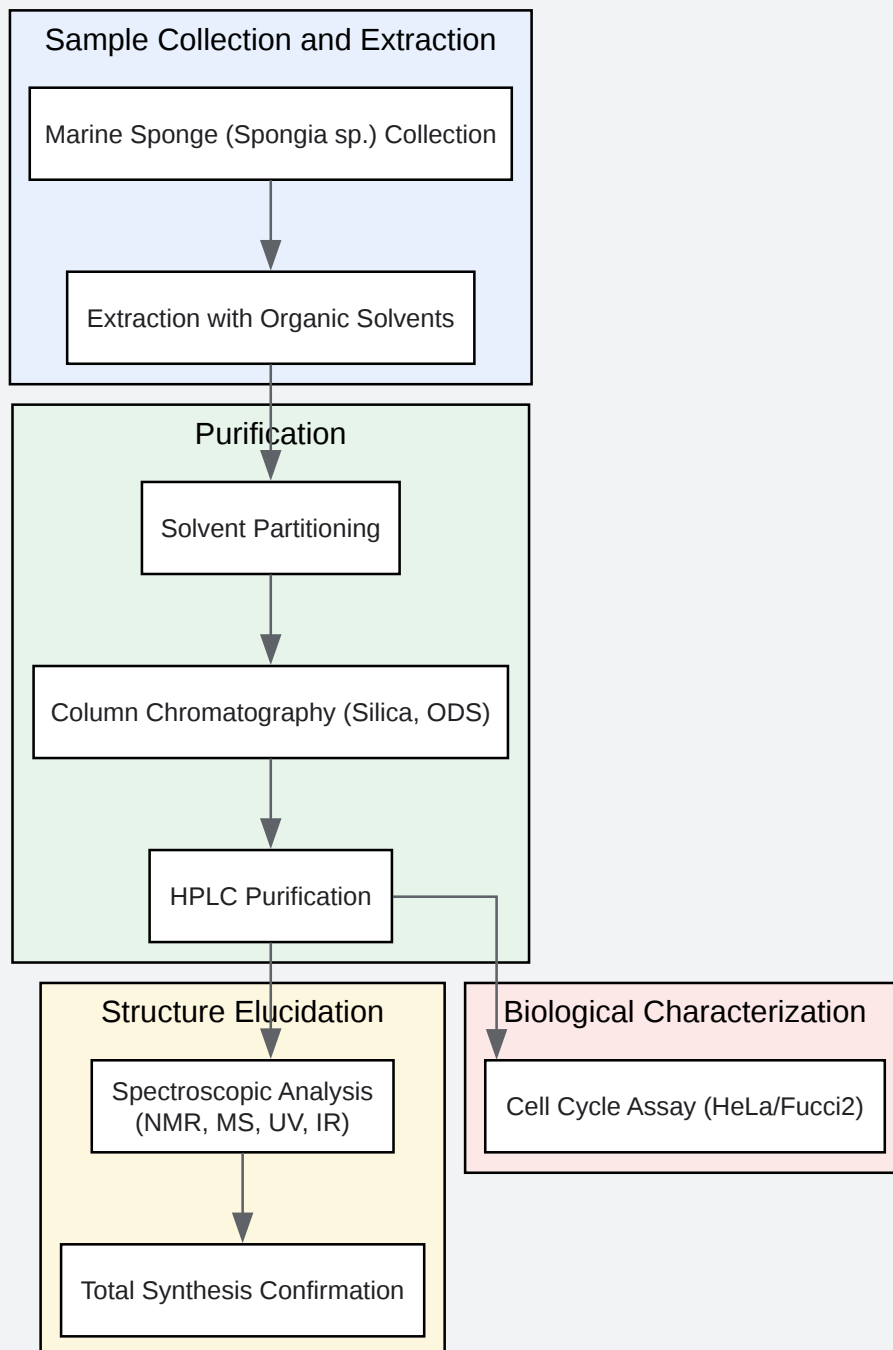 Sample Collection and Extraction
Marine Sponge (Spongia sp.) Collection
Extraction with Organic Solvents
Purification
Solvent Partitioning
Column Chromatography (Silica, ODS)
HPLC Purification
Structure Elucidation
Spectroscopic Analysis
(NMR, MS, UV, IR)
Total Synthesis Confirmation
Biological Characterization
Cell Cycle Assay (HeLa/Fucci2)